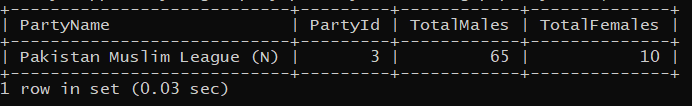 +---------------------------+---------+------------+--------------+
| PartyName                 | PartyId | TotalMales | TotalFemales |
+---------------------------+---------+------------+--------------+
| Pakistan Muslim League (N) |       3 |         65 |           10 |
+---------------------------+---------+------------+--------------+
1 row in set (0.03 sec)